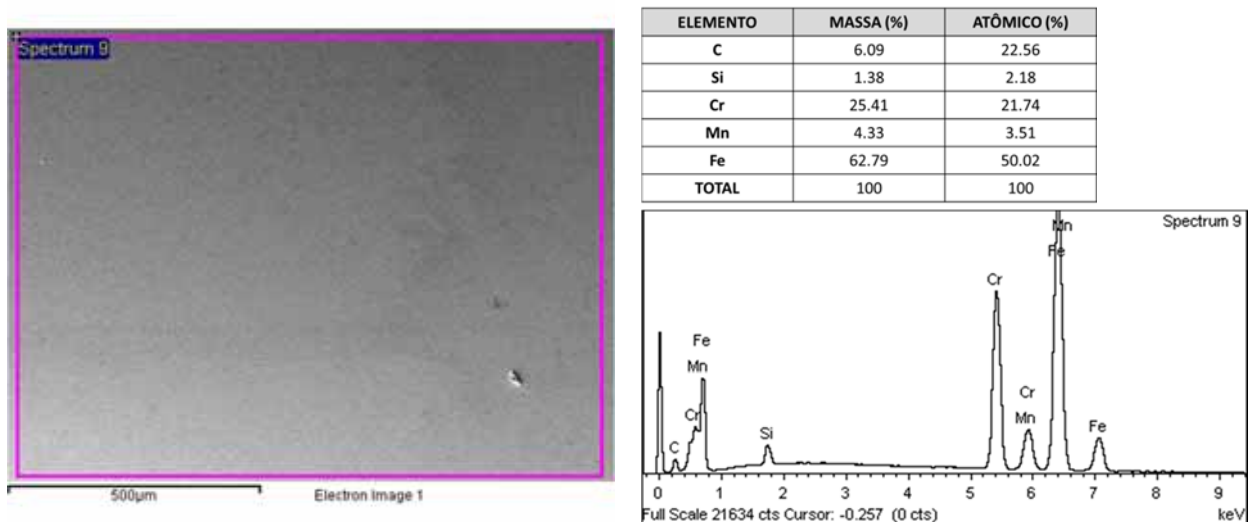 Spectrum 9
500µm Electron Image 1
ELEMENTO MASSA (%) ATÔMICO (%)
C 6.09 22.56
Si 1.38 2.18
Cr 25.41 21.74
Mn 4.33 3.51
Fe 62.79 50.02
TOTAL 100 100
Spectrum 9
Mn
Fe
Cr
Fe
Mn
Cr
C
Si
Cr
Mn
Fe
0 1 2 3 4 5 6 7 8 9
Full Scale 21634 cts Cursor: -0.257 (0 cts) keV